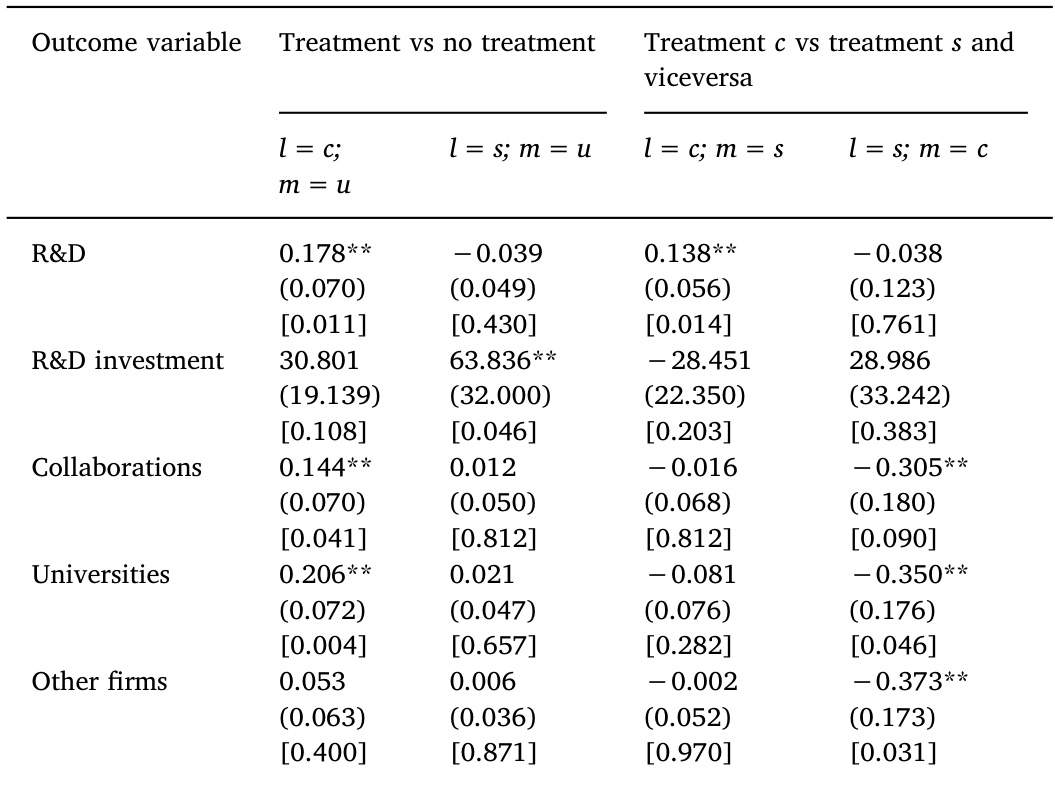 Outcome variable Treatment vs no treatment Treatment c vs treatment s and
viceversa
l = c; l = s; m = u l = c; m = s l = s; m = c
m = u
R&D 0.178** −0.039 0.138** −0.038
(0.070) (0.049) (0.056) (0.123)
[0.011] [0.430] [0.014] [0.761]
R&D investment 30.801 63.836** −28.451 28.986
(19.139) (32.000) (22.350) (33.242)
[0.108] [0.046] [0.203] [0.383]
Collaborations 0.144** 0.012 −0.016 −0.305**
(0.070) (0.050) (0.068) (0.180)
[0.041] [0.812] [0.812] [0.090]
Universities 0.206** 0.021 −0.081 −0.350**
(0.072) (0.047) (0.076) (0.176)
[0.004] [0.657] [0.282] [0.046]
Other firms 0.053 0.006 −0.002 −0.373**
(0.063) (0.036) (0.052) (0.173)
[0.400] [0.871] [0.970] [0.031]